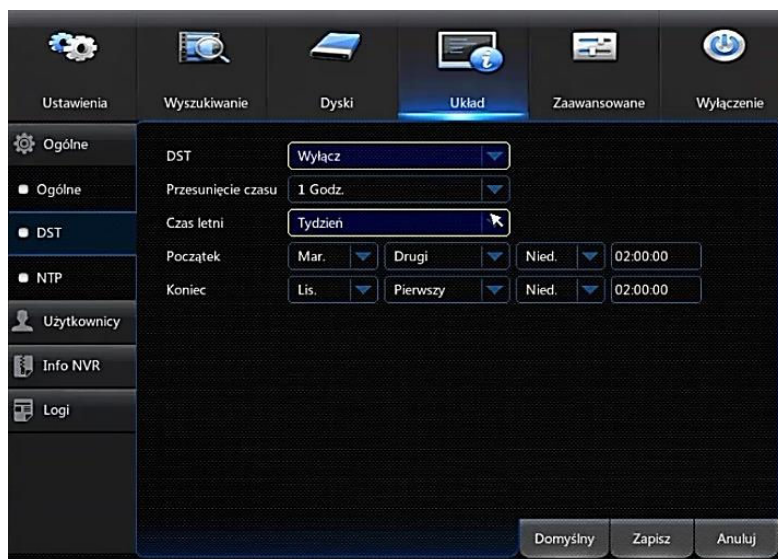 Ustawienia Wyszukiwanie Dyski Układ Zaawansowane Wyłączenie
Ogólne
Ogólne
DST
NTP
Użytkownicy
Info NVR
Logi
DST Wyłącz
Przesunięcie czasu 1 Godz.
Czas letni Tydzień
Początek Mar. Drugi Nied. 02:00:00
Koniec Lis. Pierwszy Nied. 02:00:00
Domyślny Zapisz Anuluj